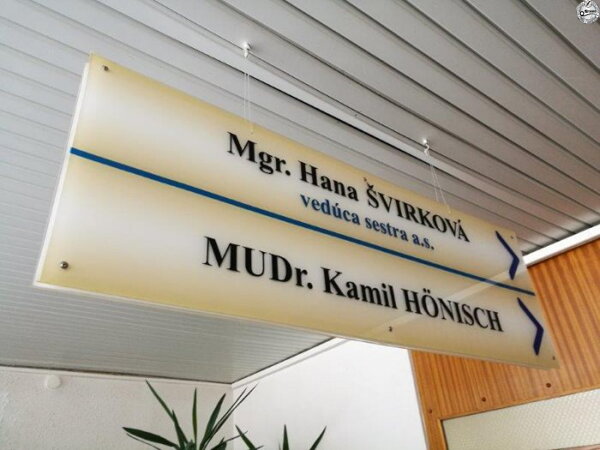 Mgr. Hana ŠVIRKOVÁ
vedúca sestra a.s.
MUDr. Kamil HÖNISCH